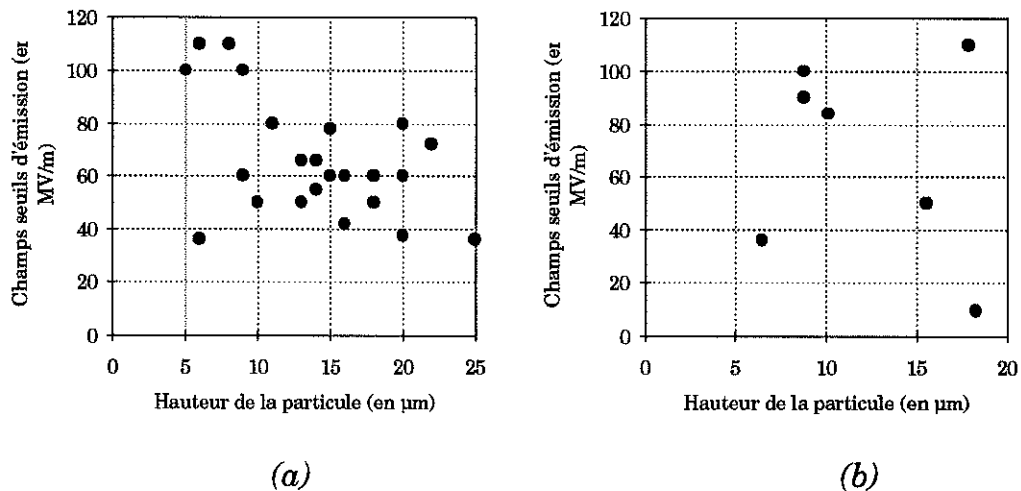 Champs seuils d'émission (er
MV/m)
120
100
80
60
40
20
0
0 5 10 15 20 25
Hauteur de la particule (en µm)
(a)
Champs seuils d'émission (er
MV/m)
120
100
80
60
40
20
0
0 5 10 15 20
Hauteur de la particule (en µm)
(b)